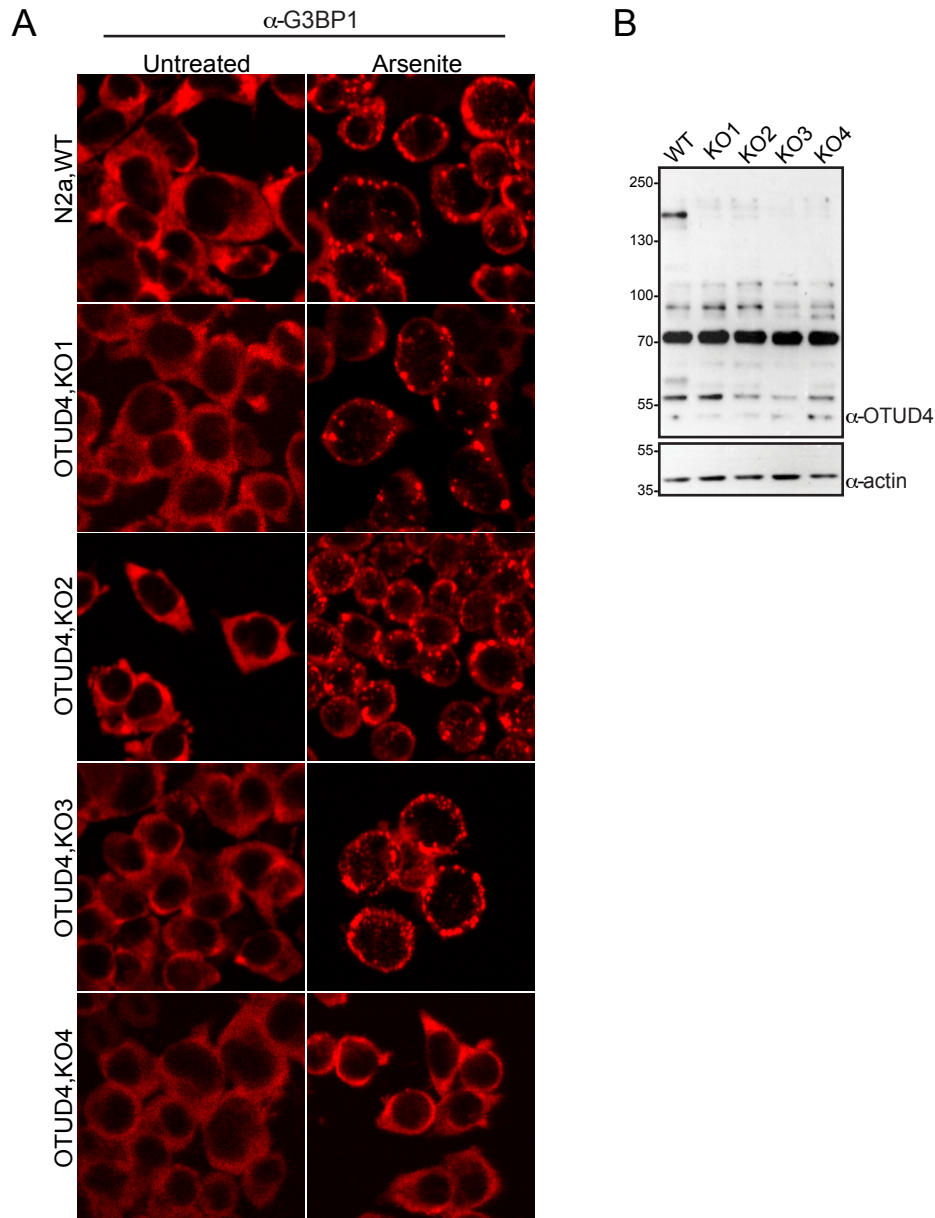 A
α-G3BP1
Untreated
Arsenite
N2a,WT
OTUD4,KO1
OTUD4,KO2
OTUD4,KO3
OTUD4,KO4
B
WT
KO1
KO2
KO3
KO4
250
130
100
70
55
α-OTUD4
55
35
α-actin